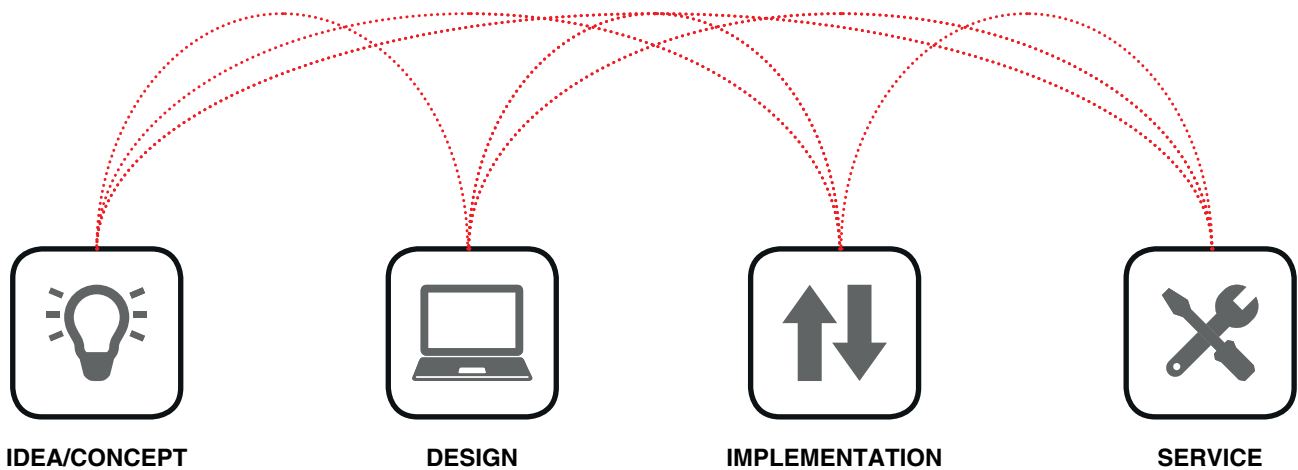 IDEA/CONCEPT
DESIGN
IMPLEMENTATION
SERVICE